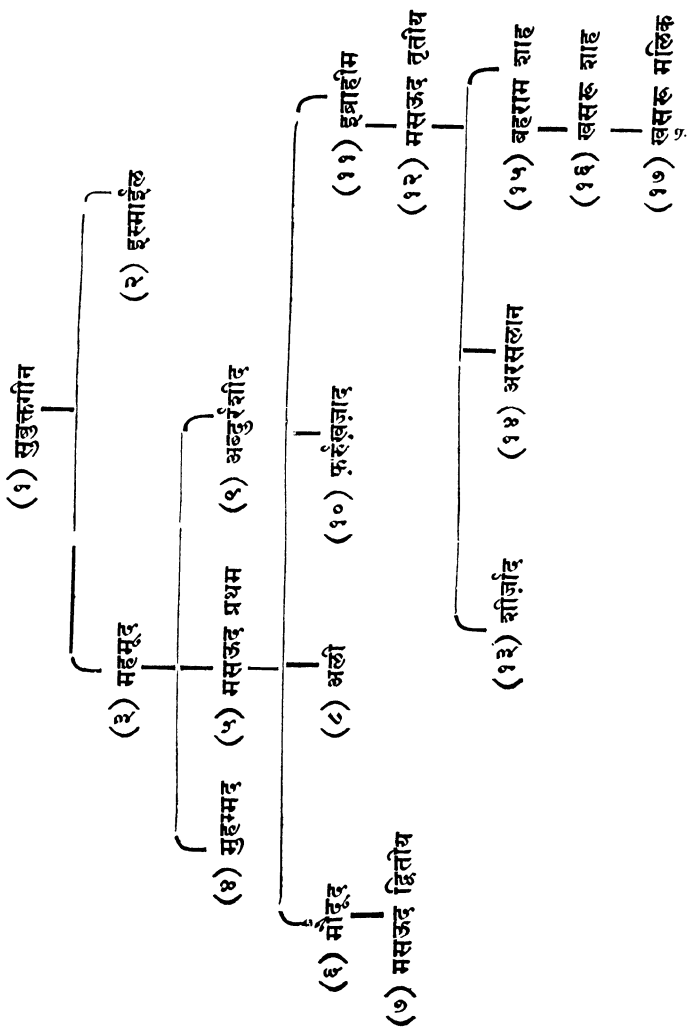 (१) सुबुक्तगीन
(३) महमूद (२) इस्माईल
(४) मुहम्मद (५) मसऊद प्रथम (९) अब्दुर्रशीद
(६) मौदूद (८) अली (१०) फ़र्रुख़ज़ाद (११) इब्राहीम
(७) मसऊद द्वितीय (१२) मसऊद तृतीय
(१३) शीर्ज़ाद (१४) अरसलान (१५) बहराम शाह
(१६) ख़सरू शाह
(१७) ख़सरू मलिक